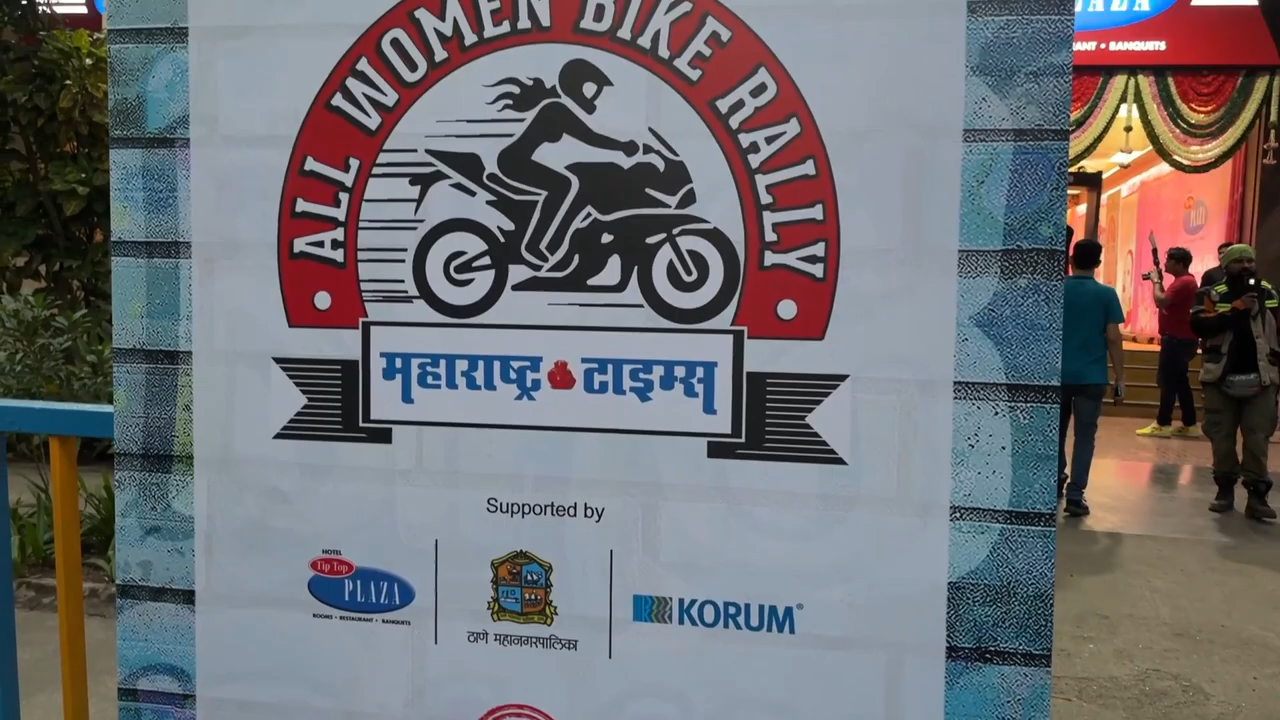 ALL WOMEN BIKE RALLY
महाराष्ट्र टाइम्स
Supported by
HOTEL
Tip Top
PLAZA
ROOMS • RESTAURANT • BANQUETS
ठाणे महानगरपालिका
KORUM®
PLAZA
BANQUETS
PLAZA